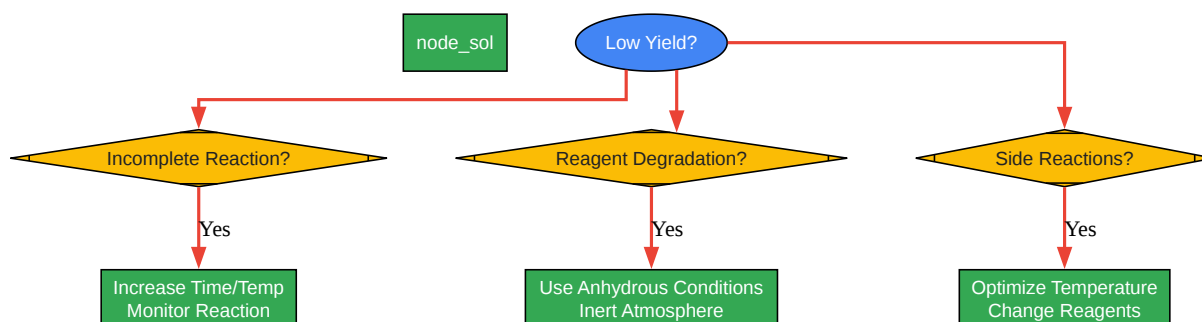 node_sol
Low Yield?
Incomplete Reaction?
Reagent Degradation?
Side Reactions?
Yes
Yes
Yes
Increase Time/Temp
Monitor Reaction
Use Anhydrous Conditions
Inert Atmosphere
Optimize Temperature
Change Reagents